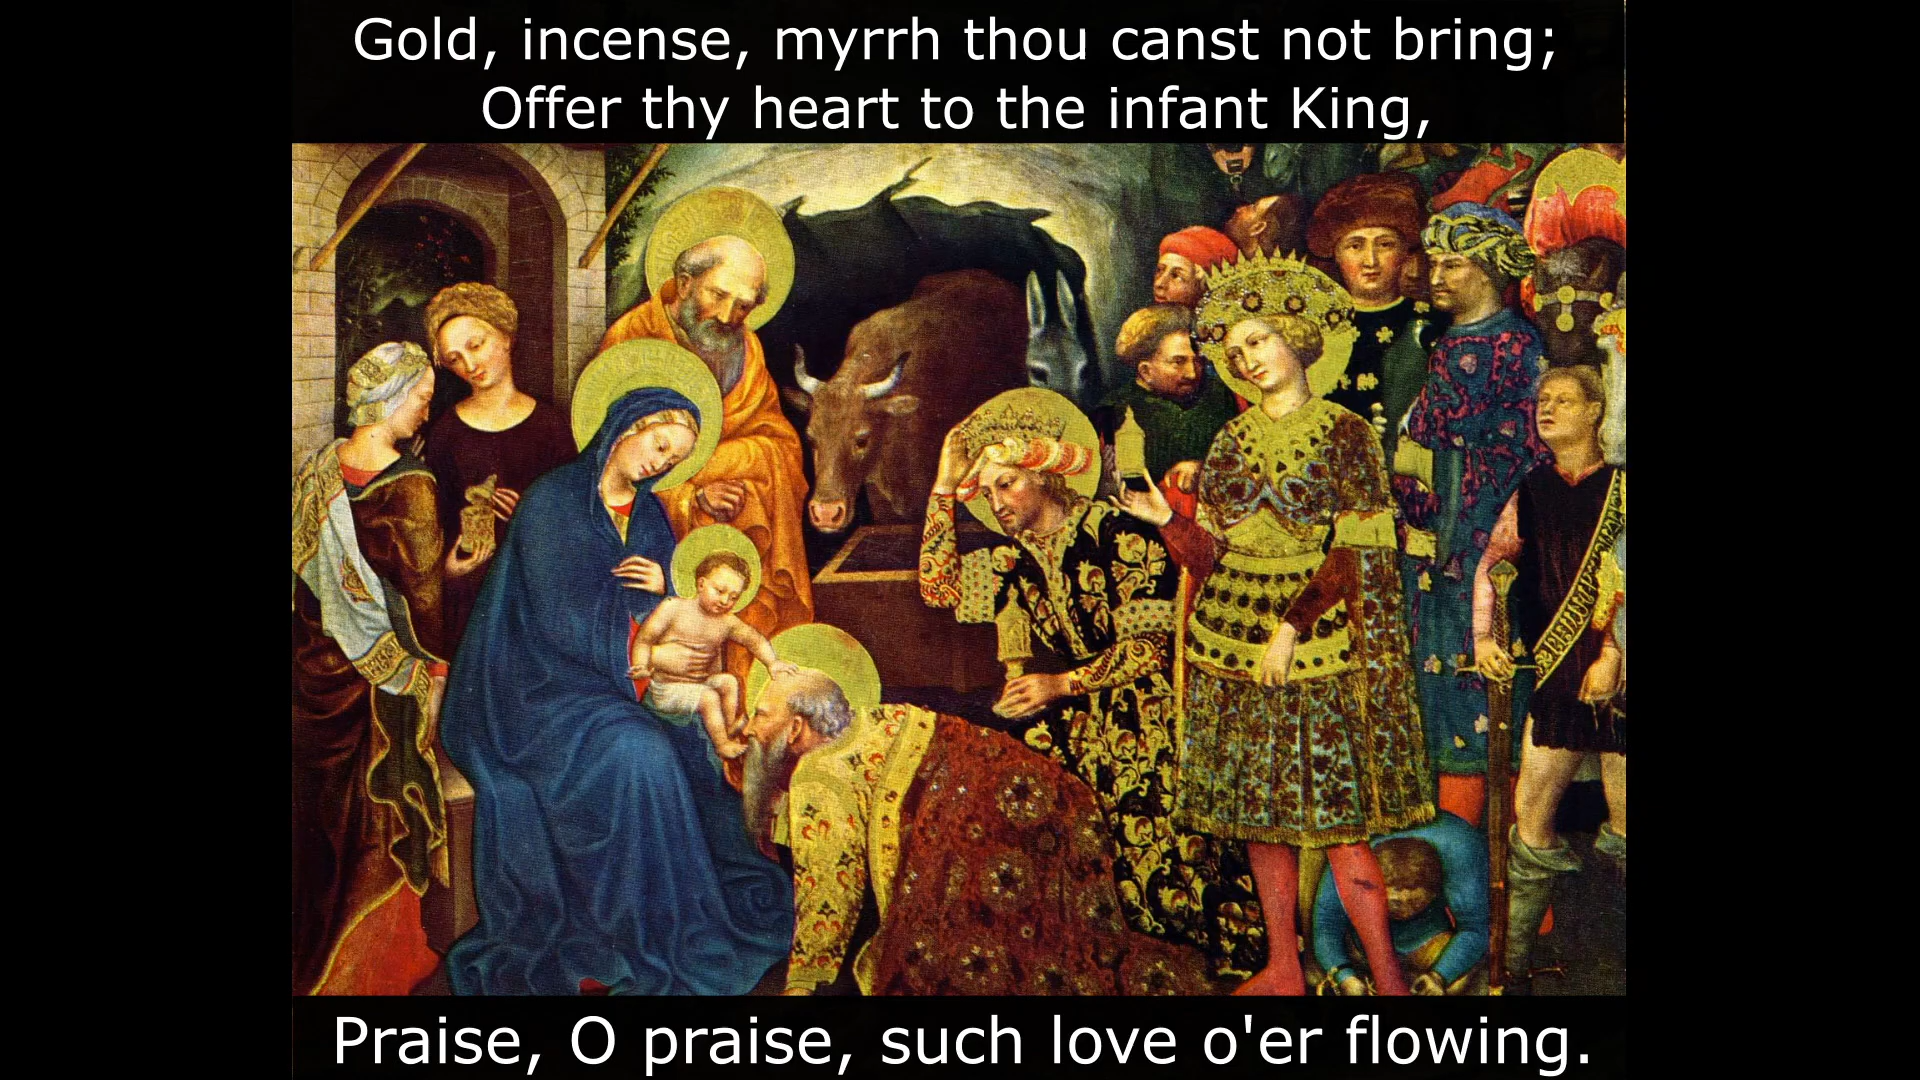 Gold, incense, myrrh thou canst not bring;
Offer thy heart to the infant King,
Praise, O praise, such love o'er flowing.